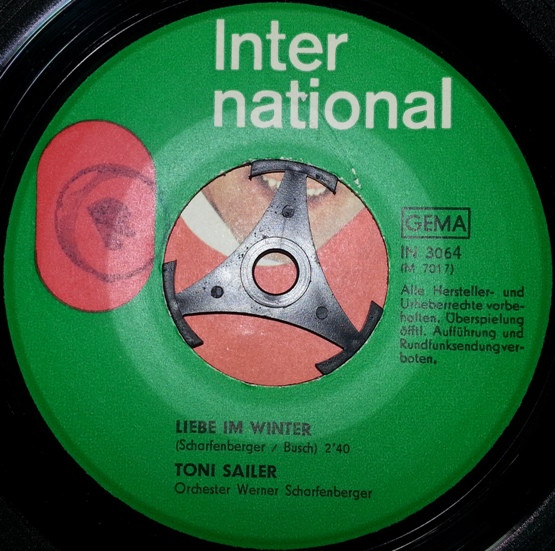 Inter
national
GEMA
IN 3064
(M 7017)
Alle Hersteller- und
Urheberrechte vorbe-
halten. Überspielung
öfftl. Aufführung und
Rundfunksendung ver-
boten.
LIEBE IM WINTER
(Scharfenberger / Busch) 2'40
TONI SAILER
Orchester Werner Scharfenberger